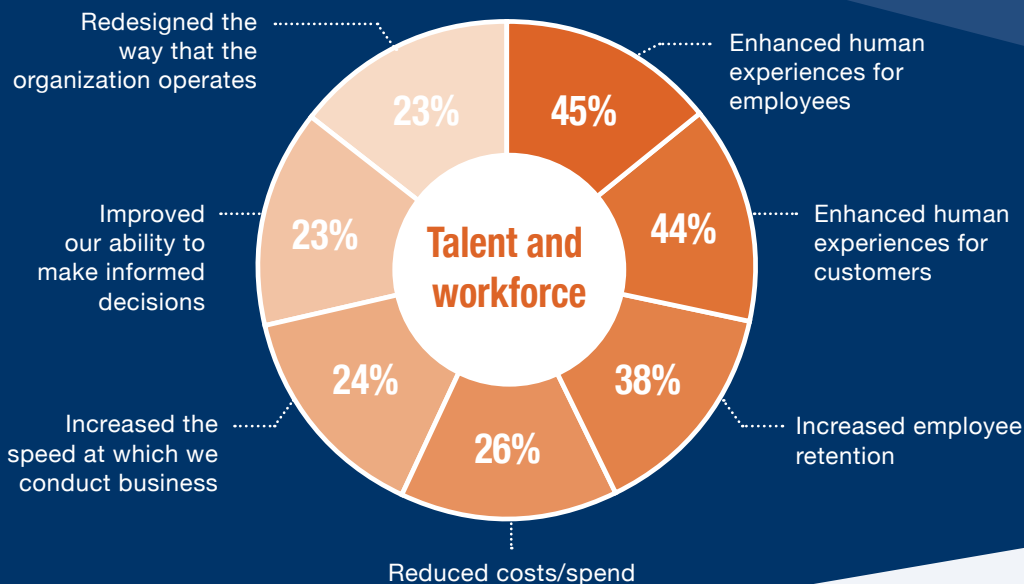 Redesigned the
way that the
organization operates
23%
45%
Enhanced human
experiences for
employees
Improved
our ability to
make informed
decisions
23%
Talent and
workforce
44%
Enhanced human
experiences for
customers
Increased the
speed at which we
conduct business
24%
38%
Increased employee
retention
26%
Reduced costs/spend